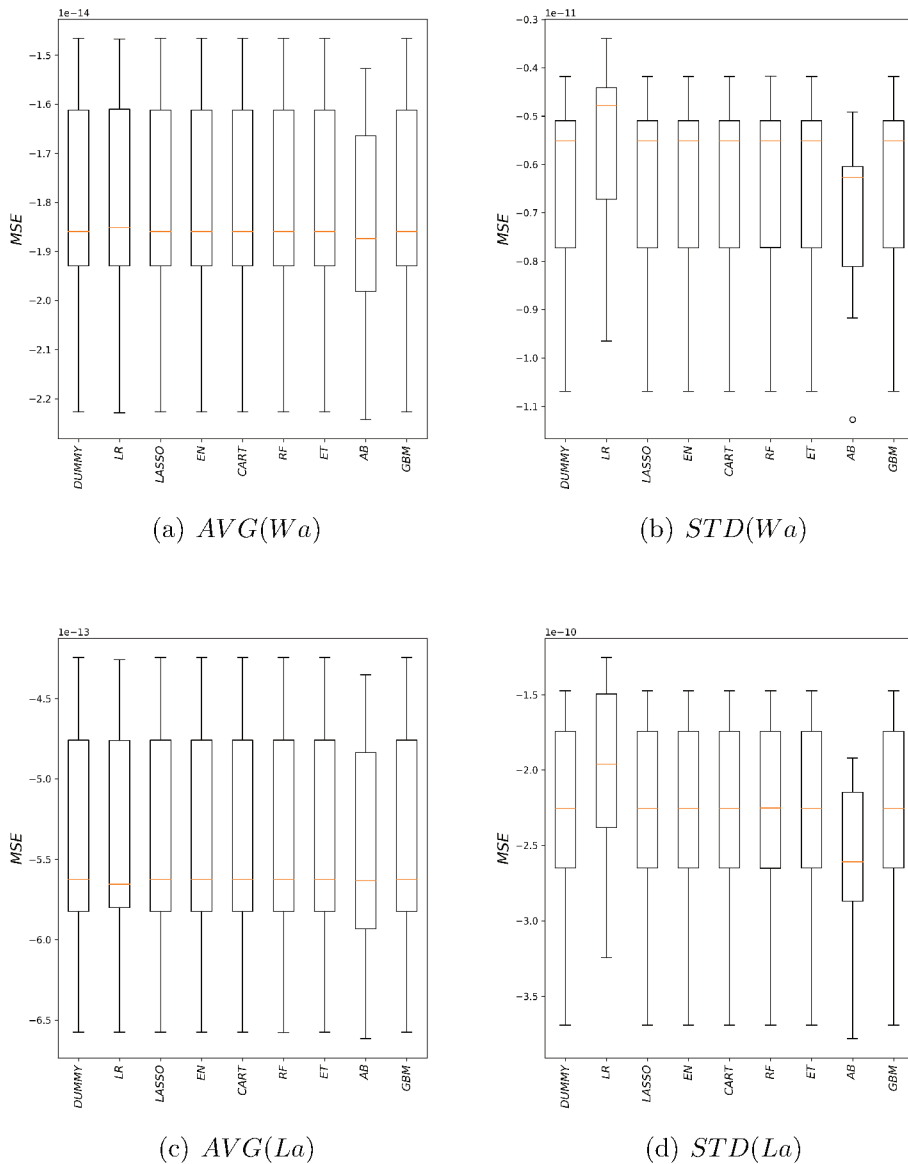 1e−14
−1.5
−1.6
−1.7
−1.8
−1.9
−2.0
−2.1
−2.2
MSE
DUMMY
LR
LASSO
EN
CART
RF
ET
AB
GBM
(a) AVG(Wa)
1e−11
−0.3
−0.4
−0.5
−0.6
−0.7
−0.8
−0.9
−1.0
−1.1
MSE
DUMMY
LR
LASSO
EN
CART
RF
ET
AB
GBM
(b) STD(Wa)
1e−13
−4.5
−5.0
−5.5
−6.0
−6.5
MSE
DUMMY
LR
LASSO
EN
CART
RF
ET
AB
GBM
(c) AVG(La)
1e−10
−1.5
−2.0
−2.5
−3.0
−3.5
MSE
DUMMY
LR
LASSO
EN
CART
RF
ET
AB
GBM
(d) STD(La)